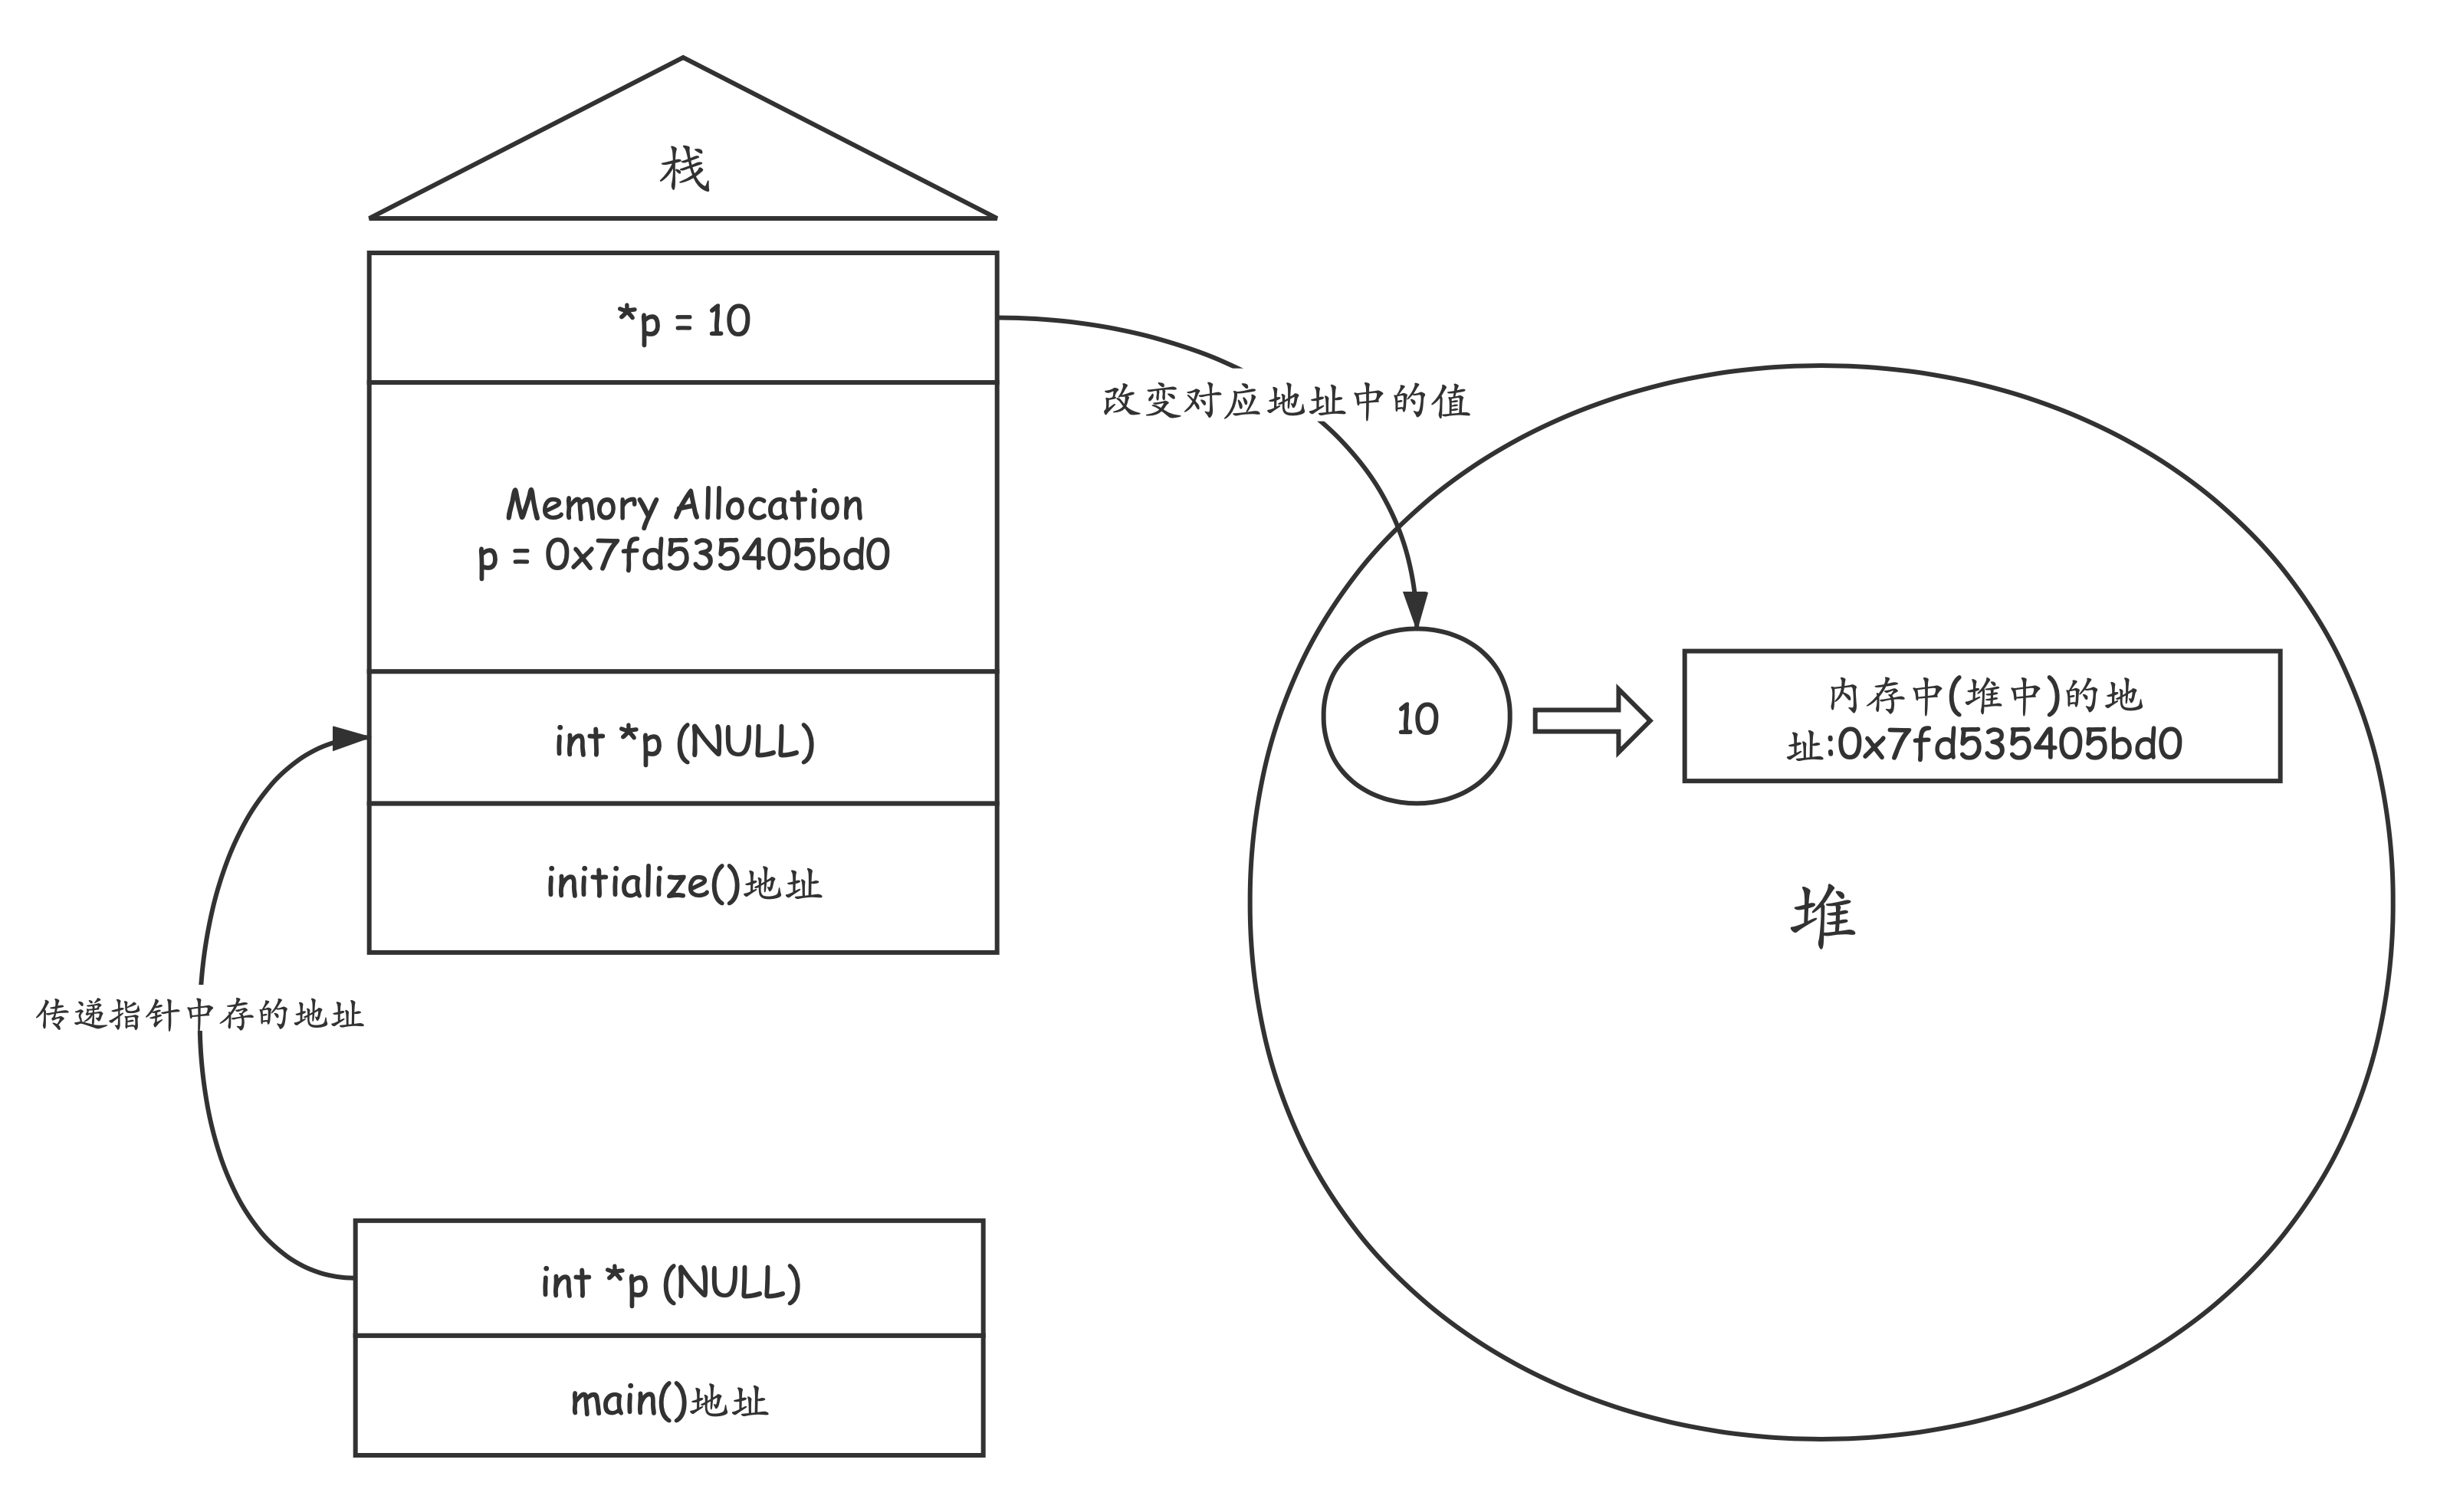 栈
*p = 10
改变对应地址中的值
Memory Allocation
p = 0x7fd535405bd0
int *p (NULL)
initialize()地址
内存中(堆中)的地
址:0x7fd535405bd0
10
堆
传递指针中存的地址
int *p (NULL)
main()地址